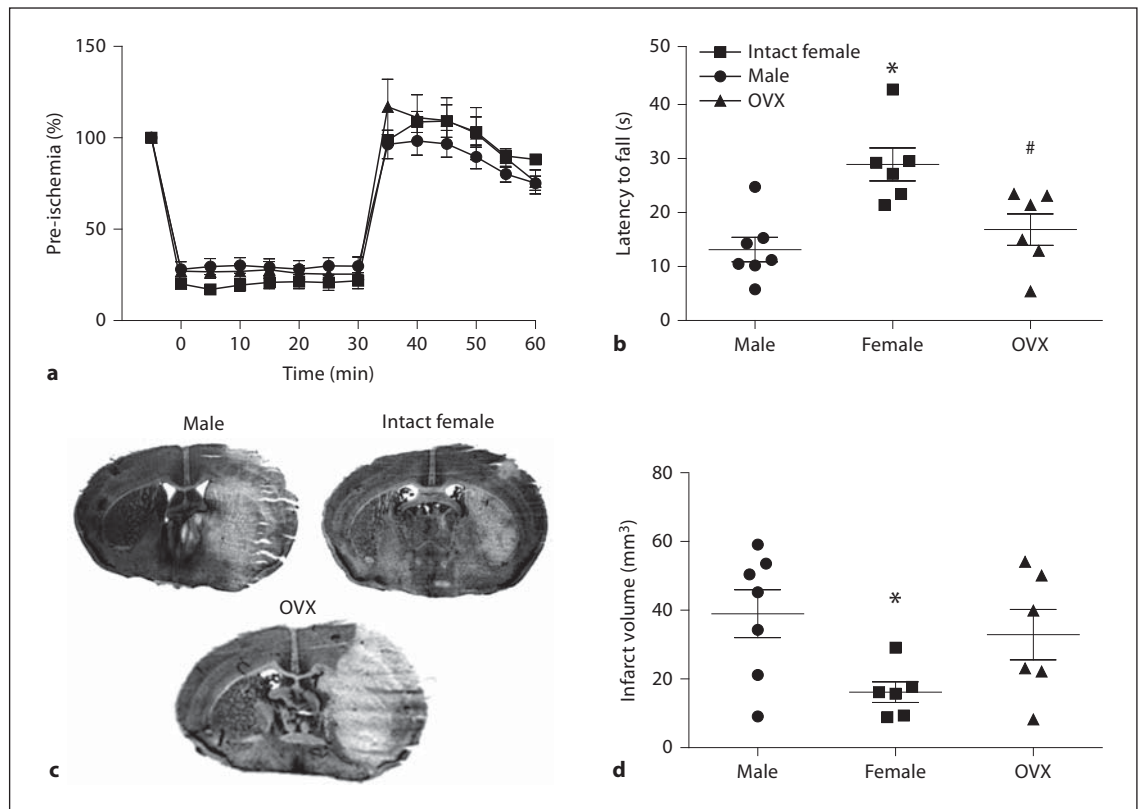 150
100
50
0
Pre-ischemia (%)
0 10 20 30 40 50 60
Time (min)
a
50
40
30
20
10
0
Latency to fall (s)
Intact female
Male
OVX
*
#
Male Female OVX
b
Male
Intact female
OVX
c
80
60
40
20
0
Infarct volume (mm³)
*
Male Female OVX
d